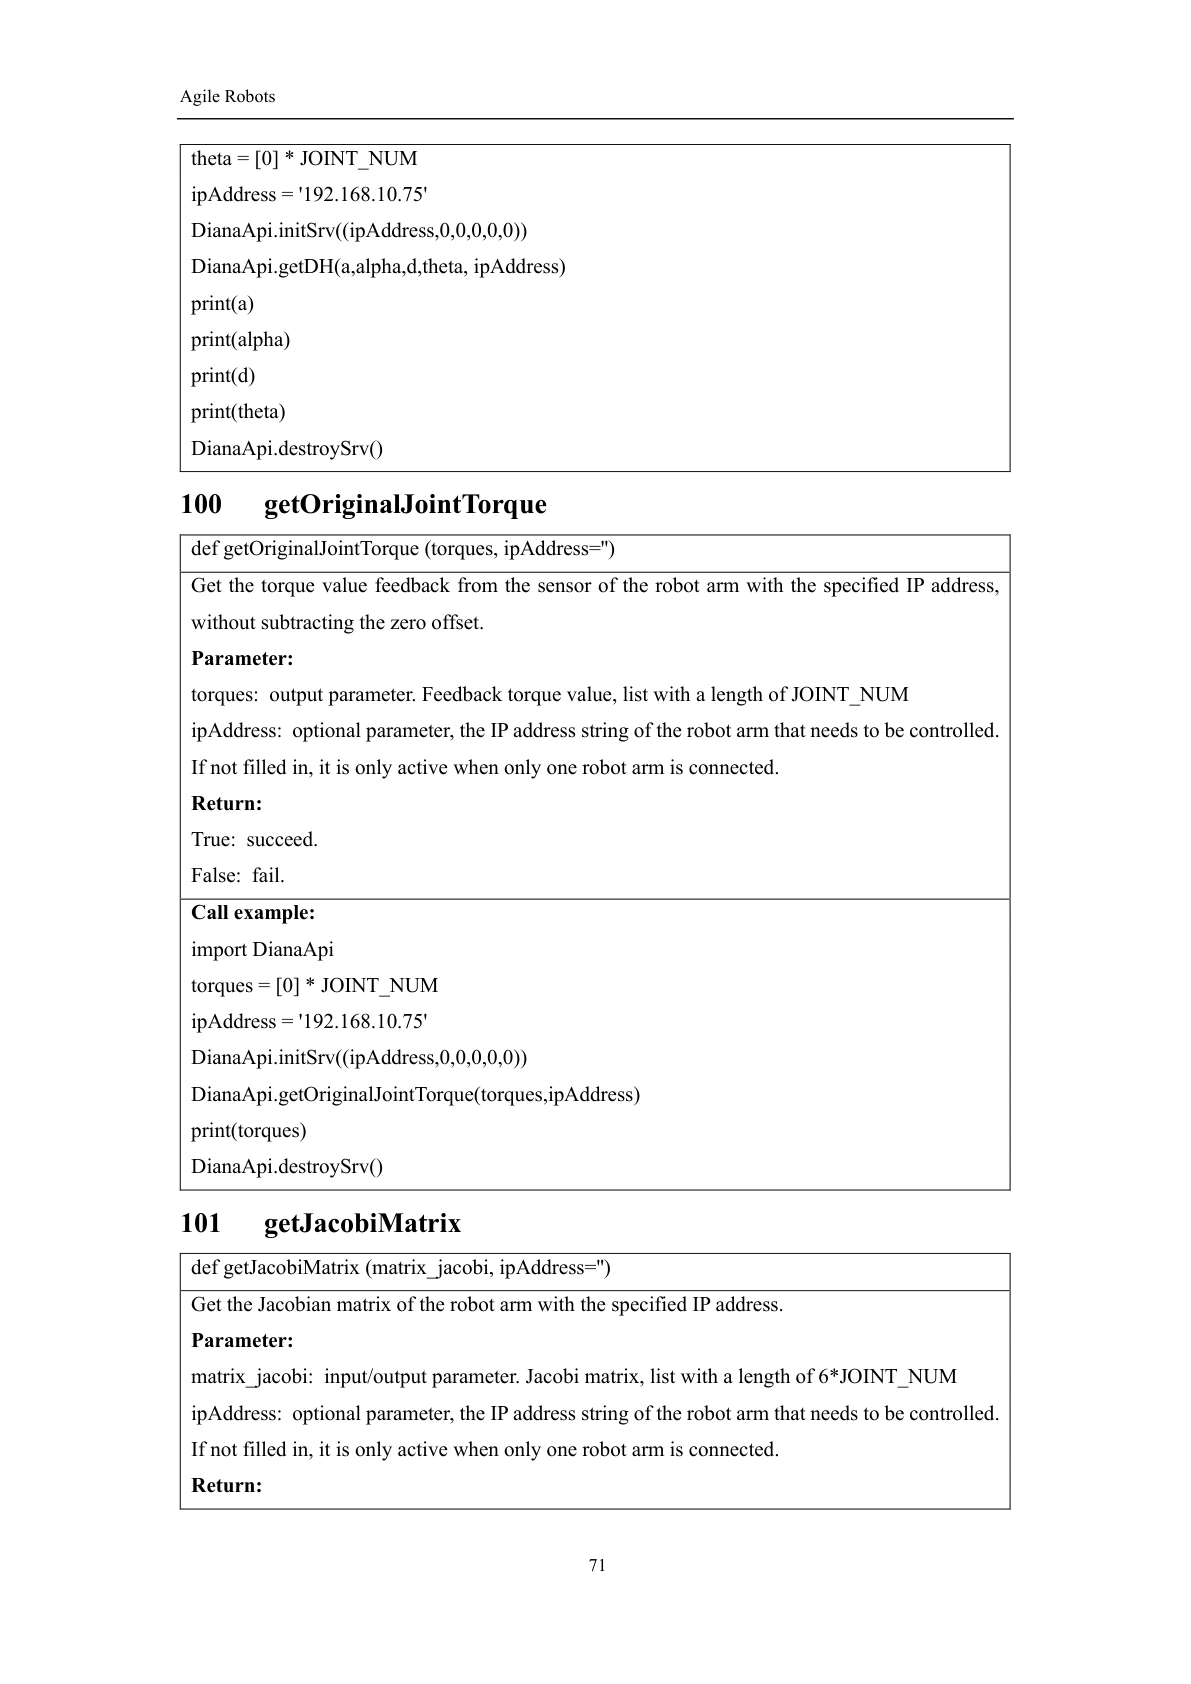 Agile Robots
theta = [0] * JOINT_NUM
ipAddress = '192.168.10.75'
DianaApi.initSrv((ipAddress,0,0,0,0,0))
DianaApi.getDH(a,alpha,d,theta, ipAddress)
print(a)
print(alpha)
print(d)
print(theta)
DianaApi.destroySrv()
100 getOriginalJointTorque
def getOriginalJointTorque (torques, ipAddress='')
Get the torque value feedback from the sensor of the robot arm with the specified IP address,
without subtracting the zero offset.
Parameter:
torques: output parameter. Feedback torque value, list with a length of JOINT_NUM
ipAddress: optional parameter, the IP address string of the robot arm that needs to be controlled.
If not filled in, it is only active when only one robot arm is connected.
Return:
True: succeed.
False: fail.
Call example:
import DianaApi
torques = [0] * JOINT_NUM
ipAddress = '192.168.10.75'
DianaApi.initSrv((ipAddress,0,0,0,0,0))
DianaApi.getOriginalJointTorque(torques,ipAddress)
print(torques)
DianaApi.destroySrv()
101 getJacobiMatrix
def getJacobiMatrix (matrix_jacobi, ipAddress='')
Get the Jacobian matrix of the robot arm with the specified IP address.
Parameter:
matrix_jacobi: input/output parameter. Jacobi matrix, list with a length of 6*JOINT_NUM
ipAddress: optional parameter, the IP address string of the robot arm that needs to be controlled.
If not filled in, it is only active when only one robot arm is connected.
Return:
71